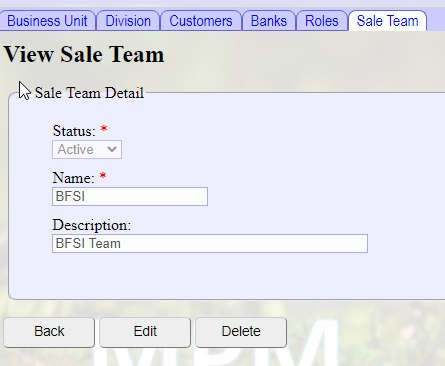 Business Unit Division Customers Banks Roles Sale Team
View Sale Team
Sale Team Detail
Status: *
Active
Name: *
BFSI
Description:
BFSI Team
Back Edit Delete
MPM